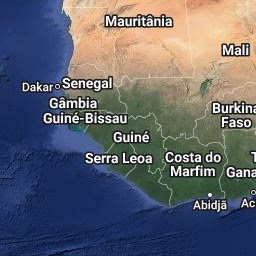 Mauritânia
Mali
Dakar
Senegal
Gâmbia
Guiné-Bissau
Burkina
Faso
Guiné
Serra Leoa
Costa do
Marfim
T
Gana
Abidjã
Ac